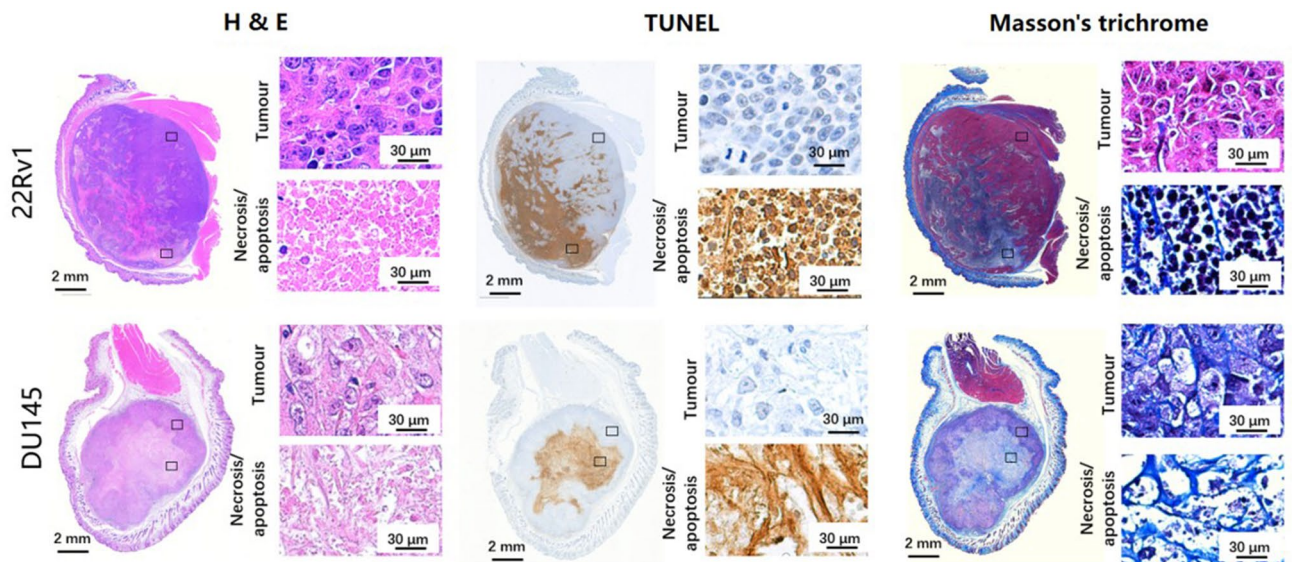 H & E
TUNEL
Masson's trichrome
22Rv1
Tumour
30 µm
Tumour
30 µm
Tumour
30 µm
Necrosis/
apoptosis
30 µm
Necrosis/
apoptosis
30 µm
Necrosis/
apoptosis
30 µm
2 mm
2 mm
2 mm
DU145
Tumour
30 µm
Tumour
30 µm
Tumour
30 µm
Necrosis/
apoptosis
30 µm
Necrosis/
apoptosis
30 µm
Necrosis/
apoptosis
30 µm
2 mm
2 mm
2 mm